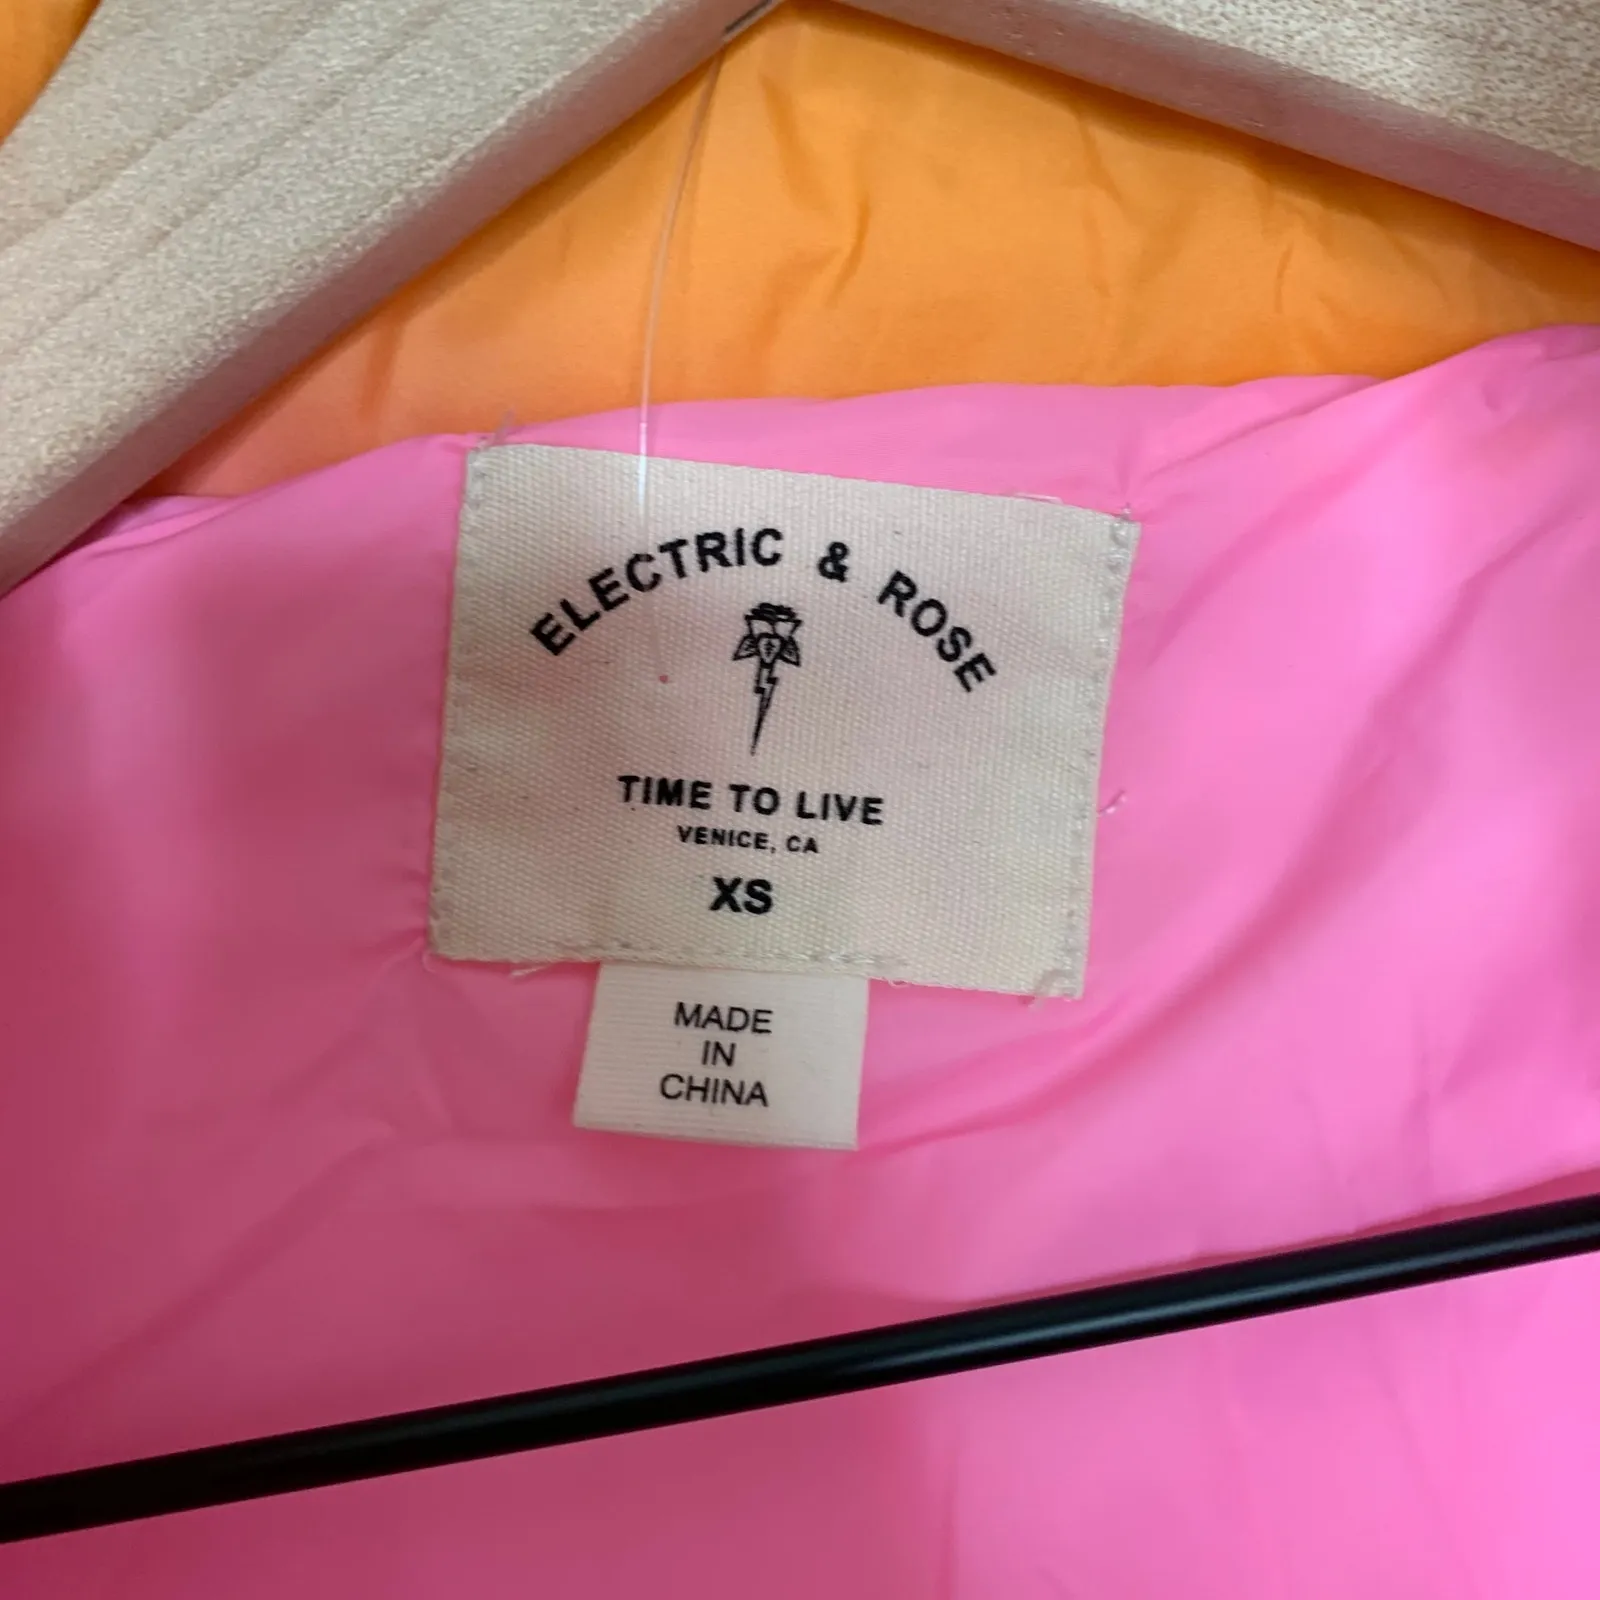 ELECTRIC & ROSE
TIME TO LIVE
VENICE, CA
XS
MADE
IN
CHINA